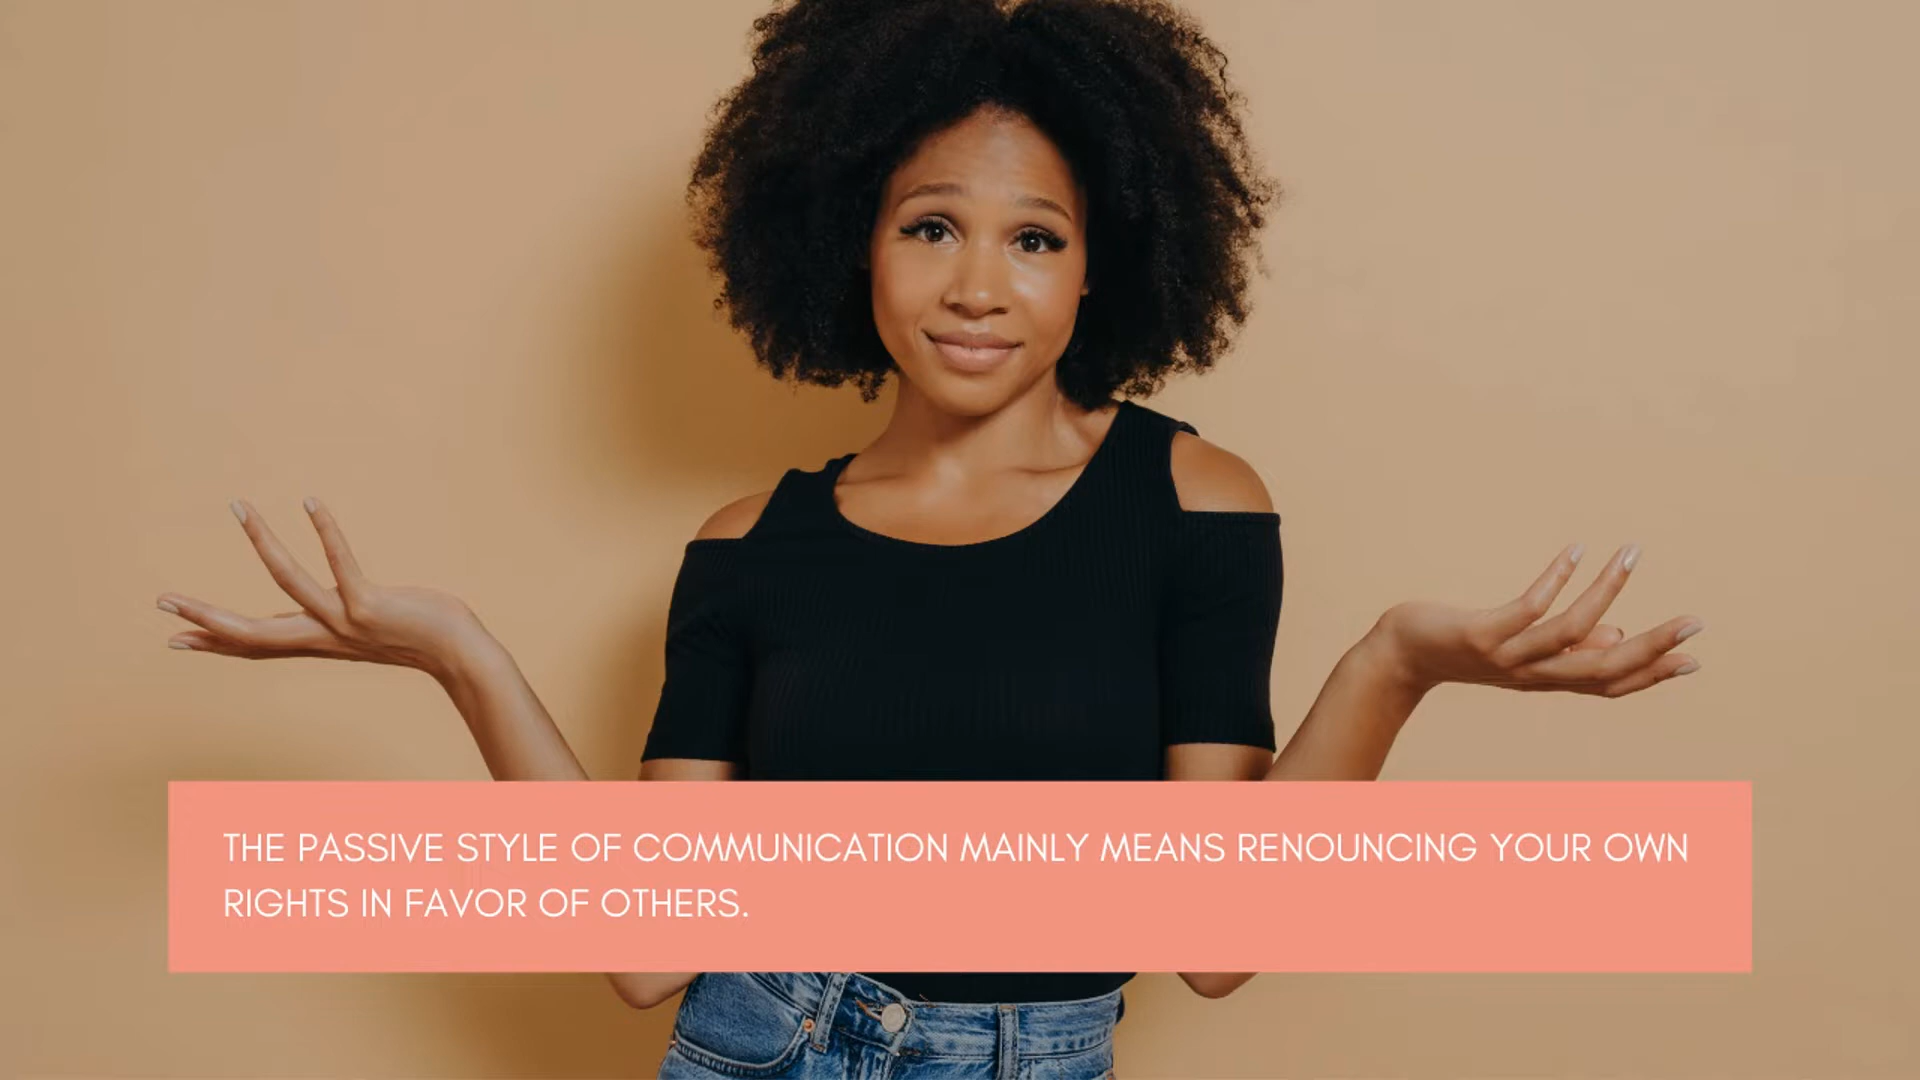 THE PASSIVE STYLE OF COMMUNICATION MAINLY MEANS RENOUNCING YOUR OWN
RIGHTS IN FAVOR OF OTHERS.